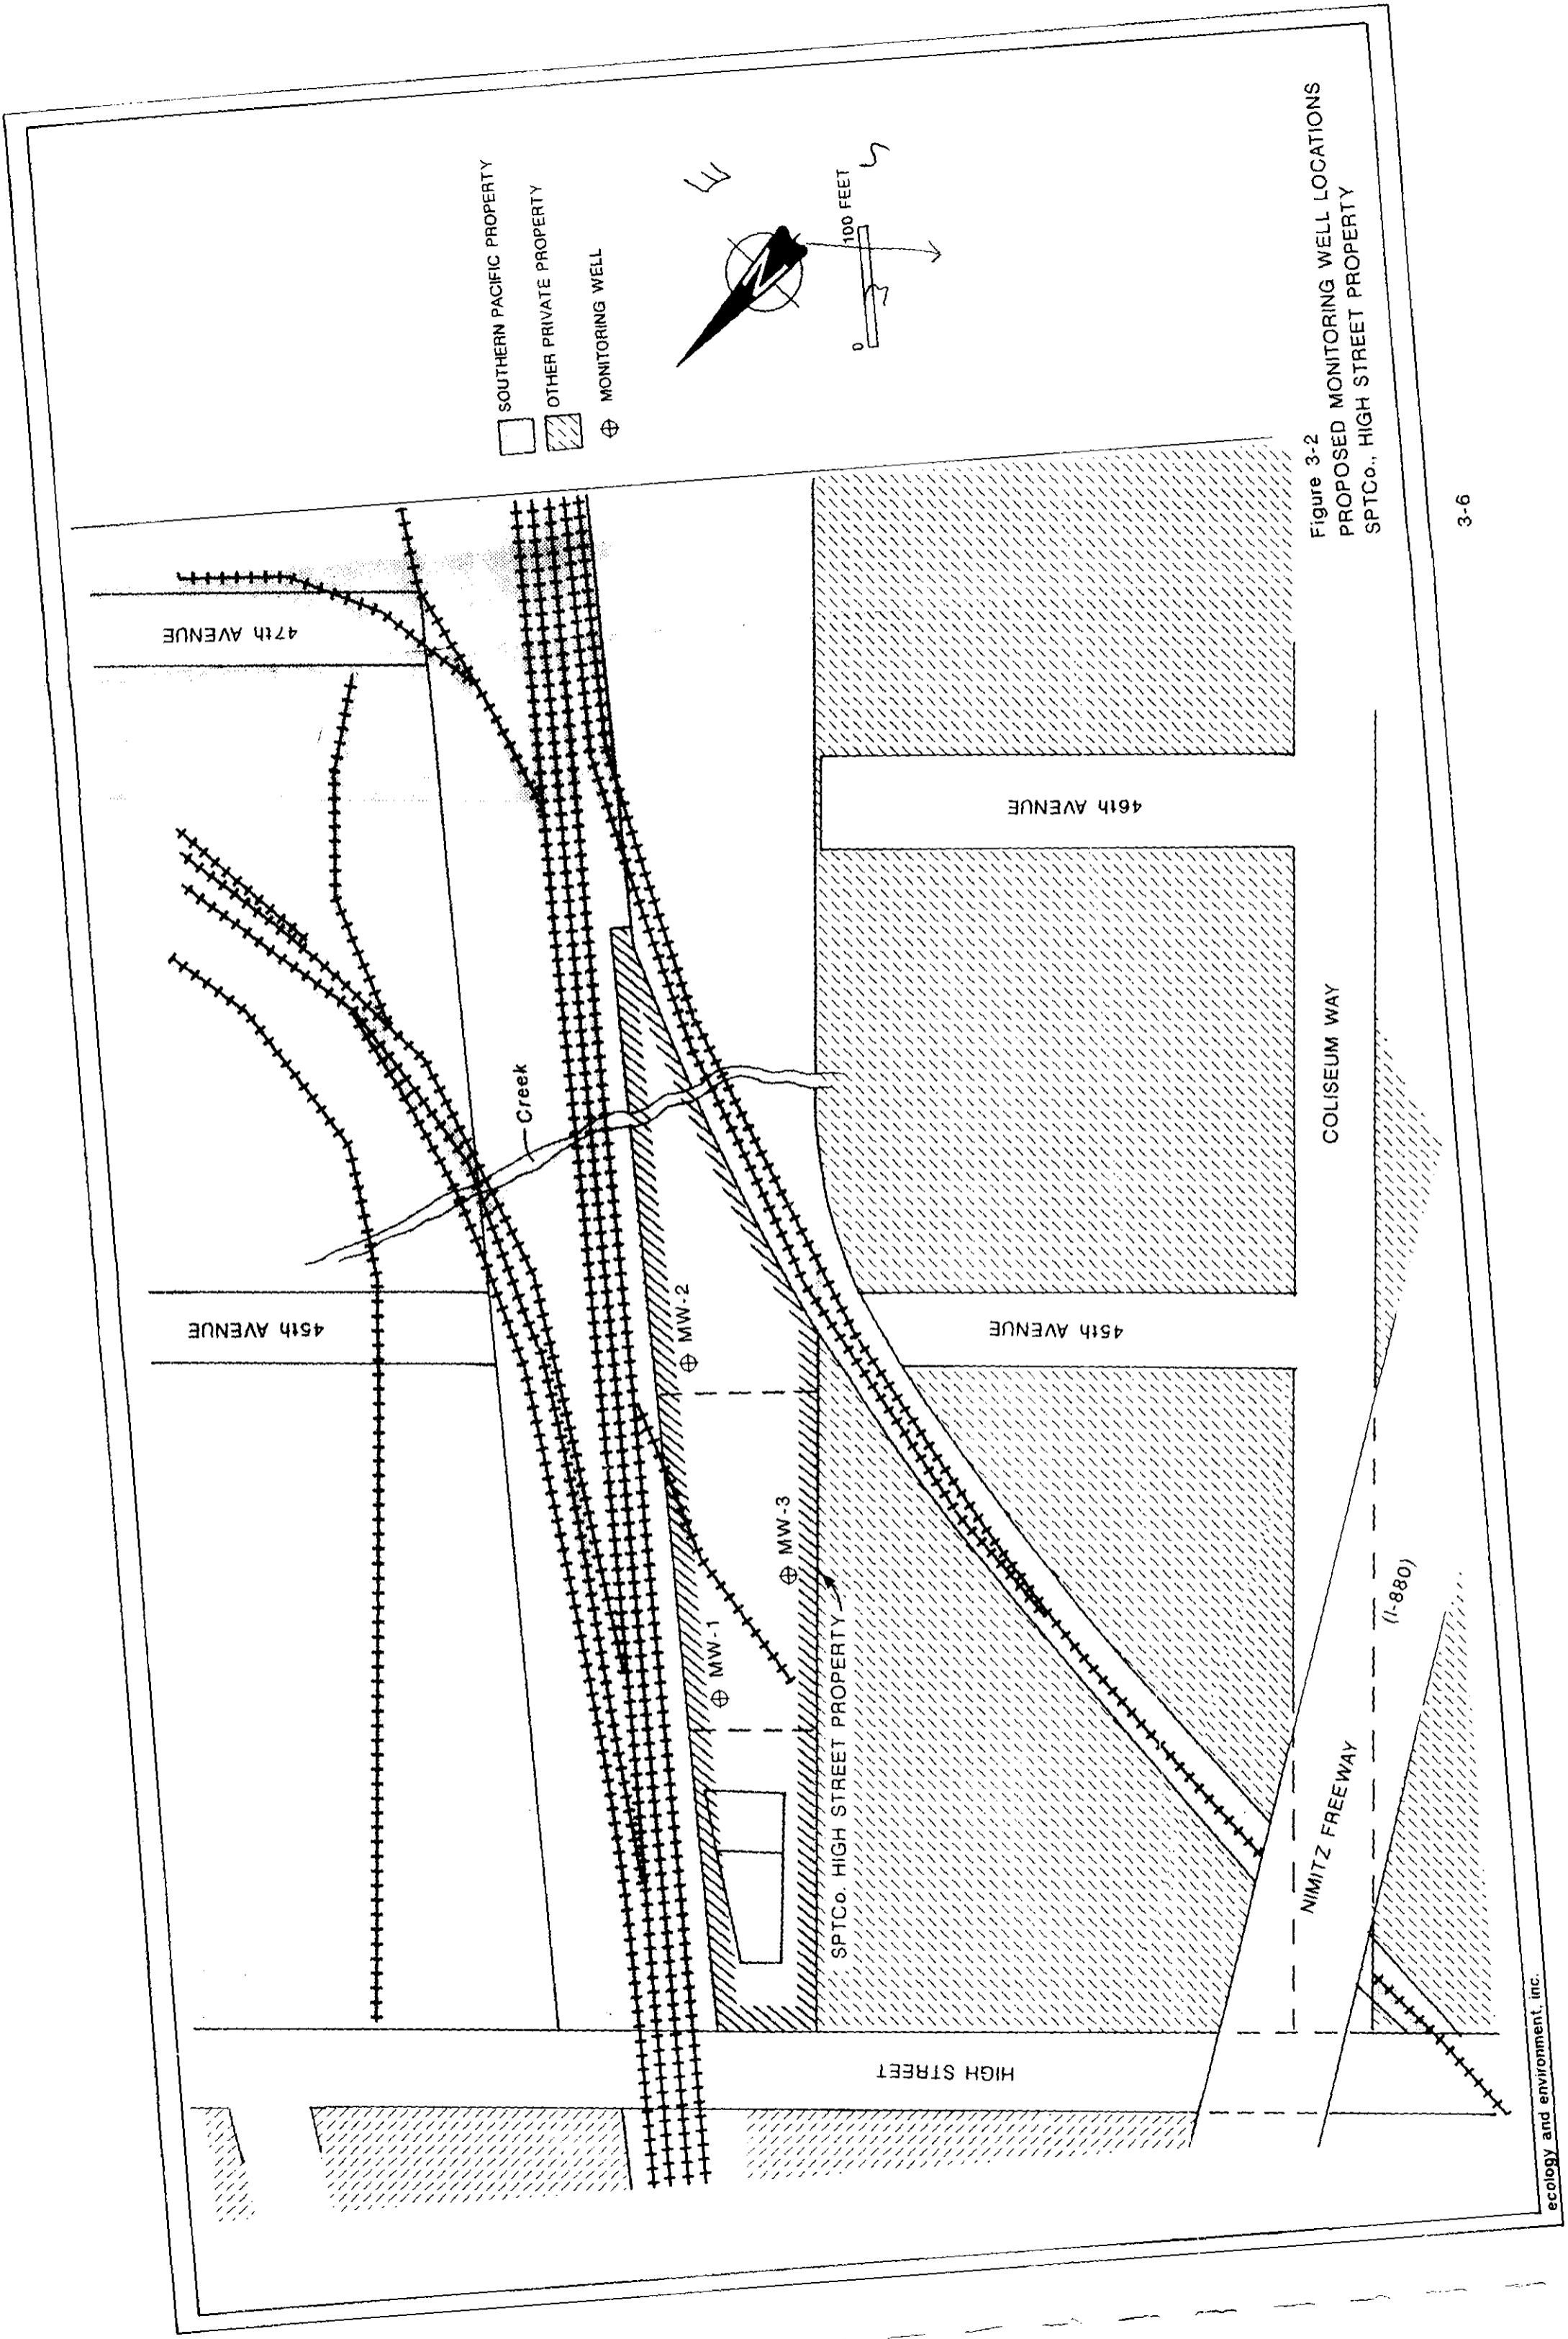 SOUTHERN PACIFIC PROPERTY
OTHER PRIVATE PROPERTY
MONITORING WELL
E
N
0
100 FEET
S
47th AVENUE
46th AVENUE
45th AVENUE
45th AVENUE
Creek
MW-2
MW-3
MW-1
SPTCo. HIGH STREET PROPERTY
COLISEUM WAY
NIMITZ FREEWAY
(I-880)
HIGH STREET
Figure 3-2
PROPOSED MONITORING WELL LOCATIONS
SPTCo., HIGH STREET PROPERTY
3-6
ecology and environment, inc.